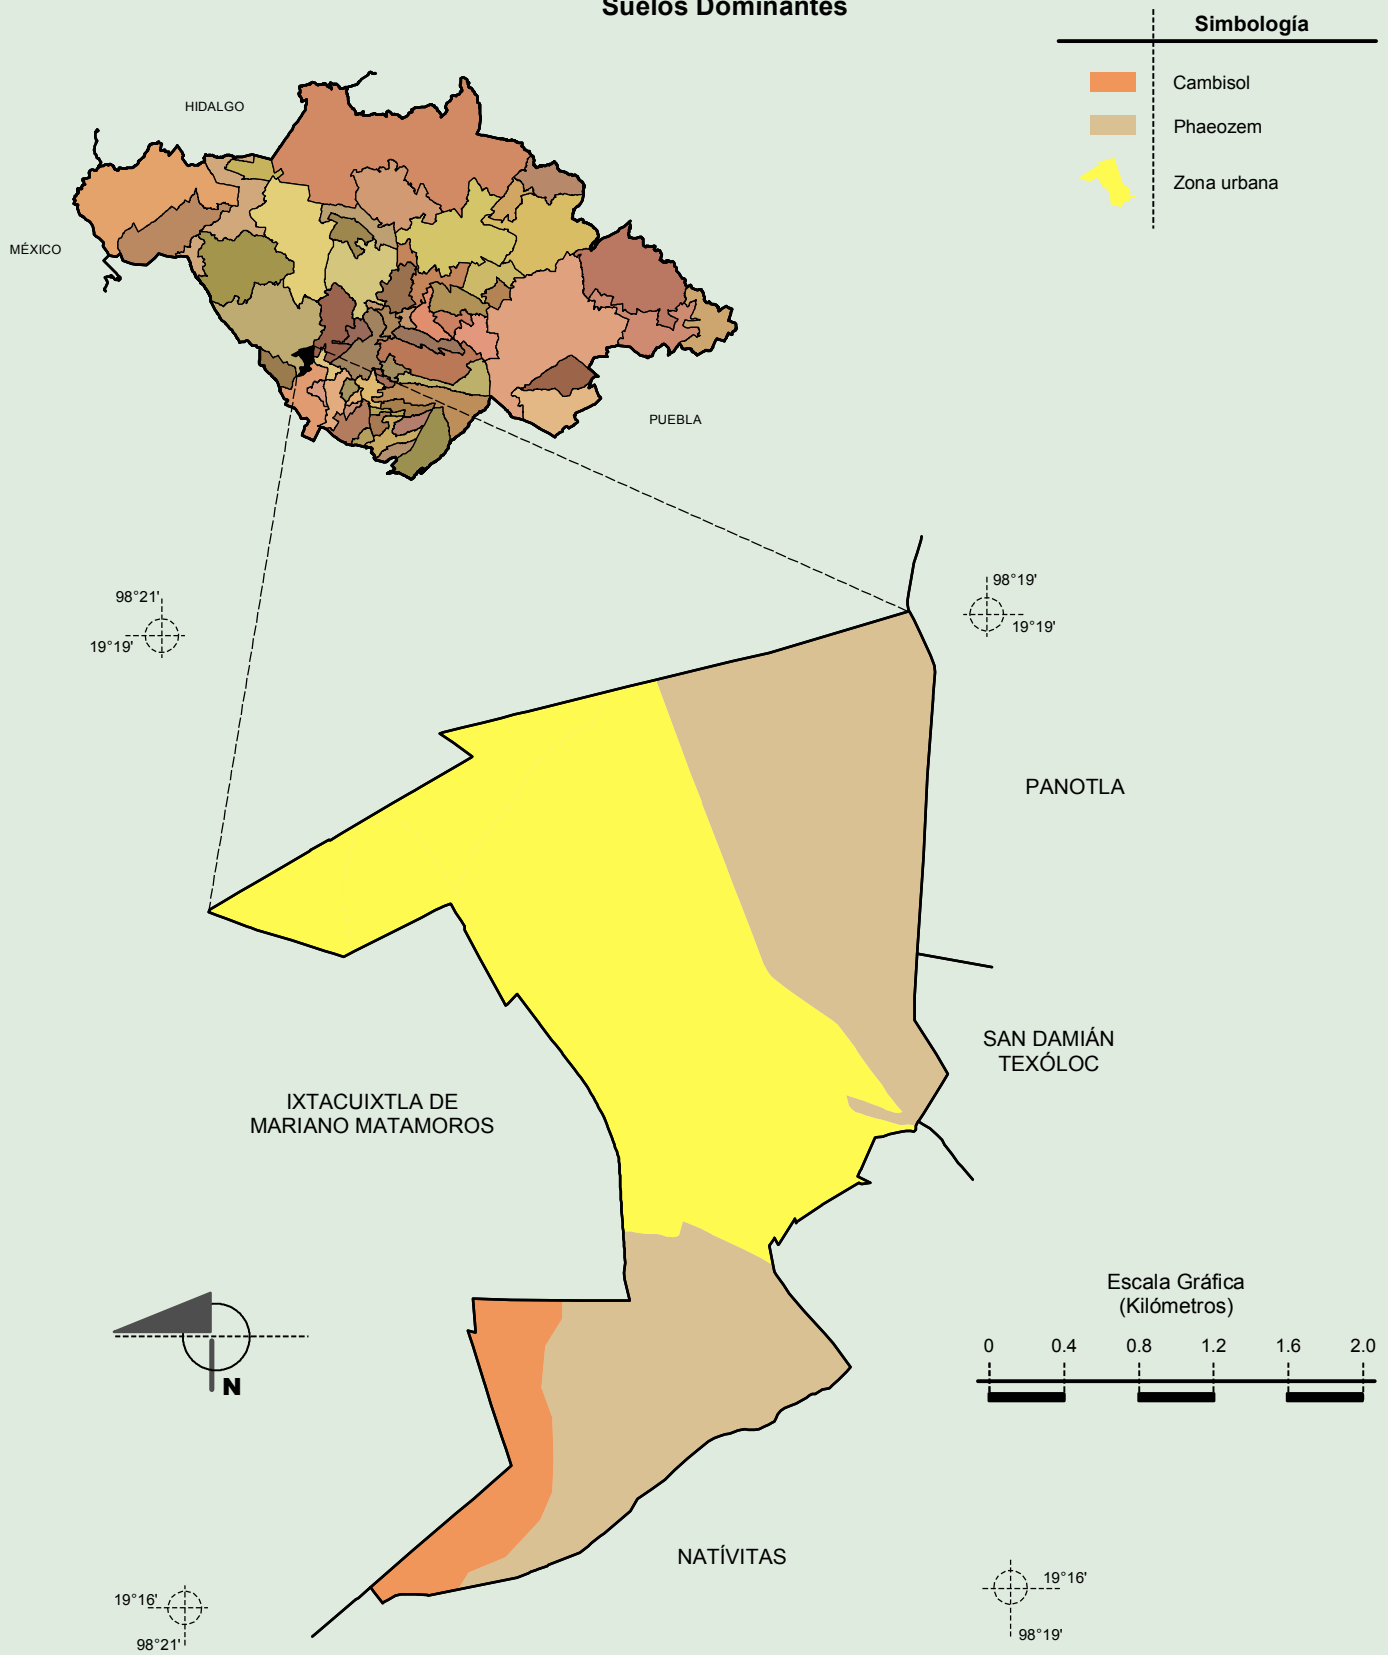 Suelos Dominantes
Simbología
Cambisol
Phaeozem
Zona urbana
HIDALGO
MÉXICO
PUEBLA
98°21'
19°19'
98°19'
19°19'
PANOTLA
SAN DAMIÁN
TEXÓLOC
IXTACUIXTLA DE
MARIANO MATAMOROS
Escala Gráfica
(Kilómetros)
0 0.4 0.8 1.2 1.6 2.0
N
NATÍVITAS
19°16'
98°21'
19°16'
98°19'